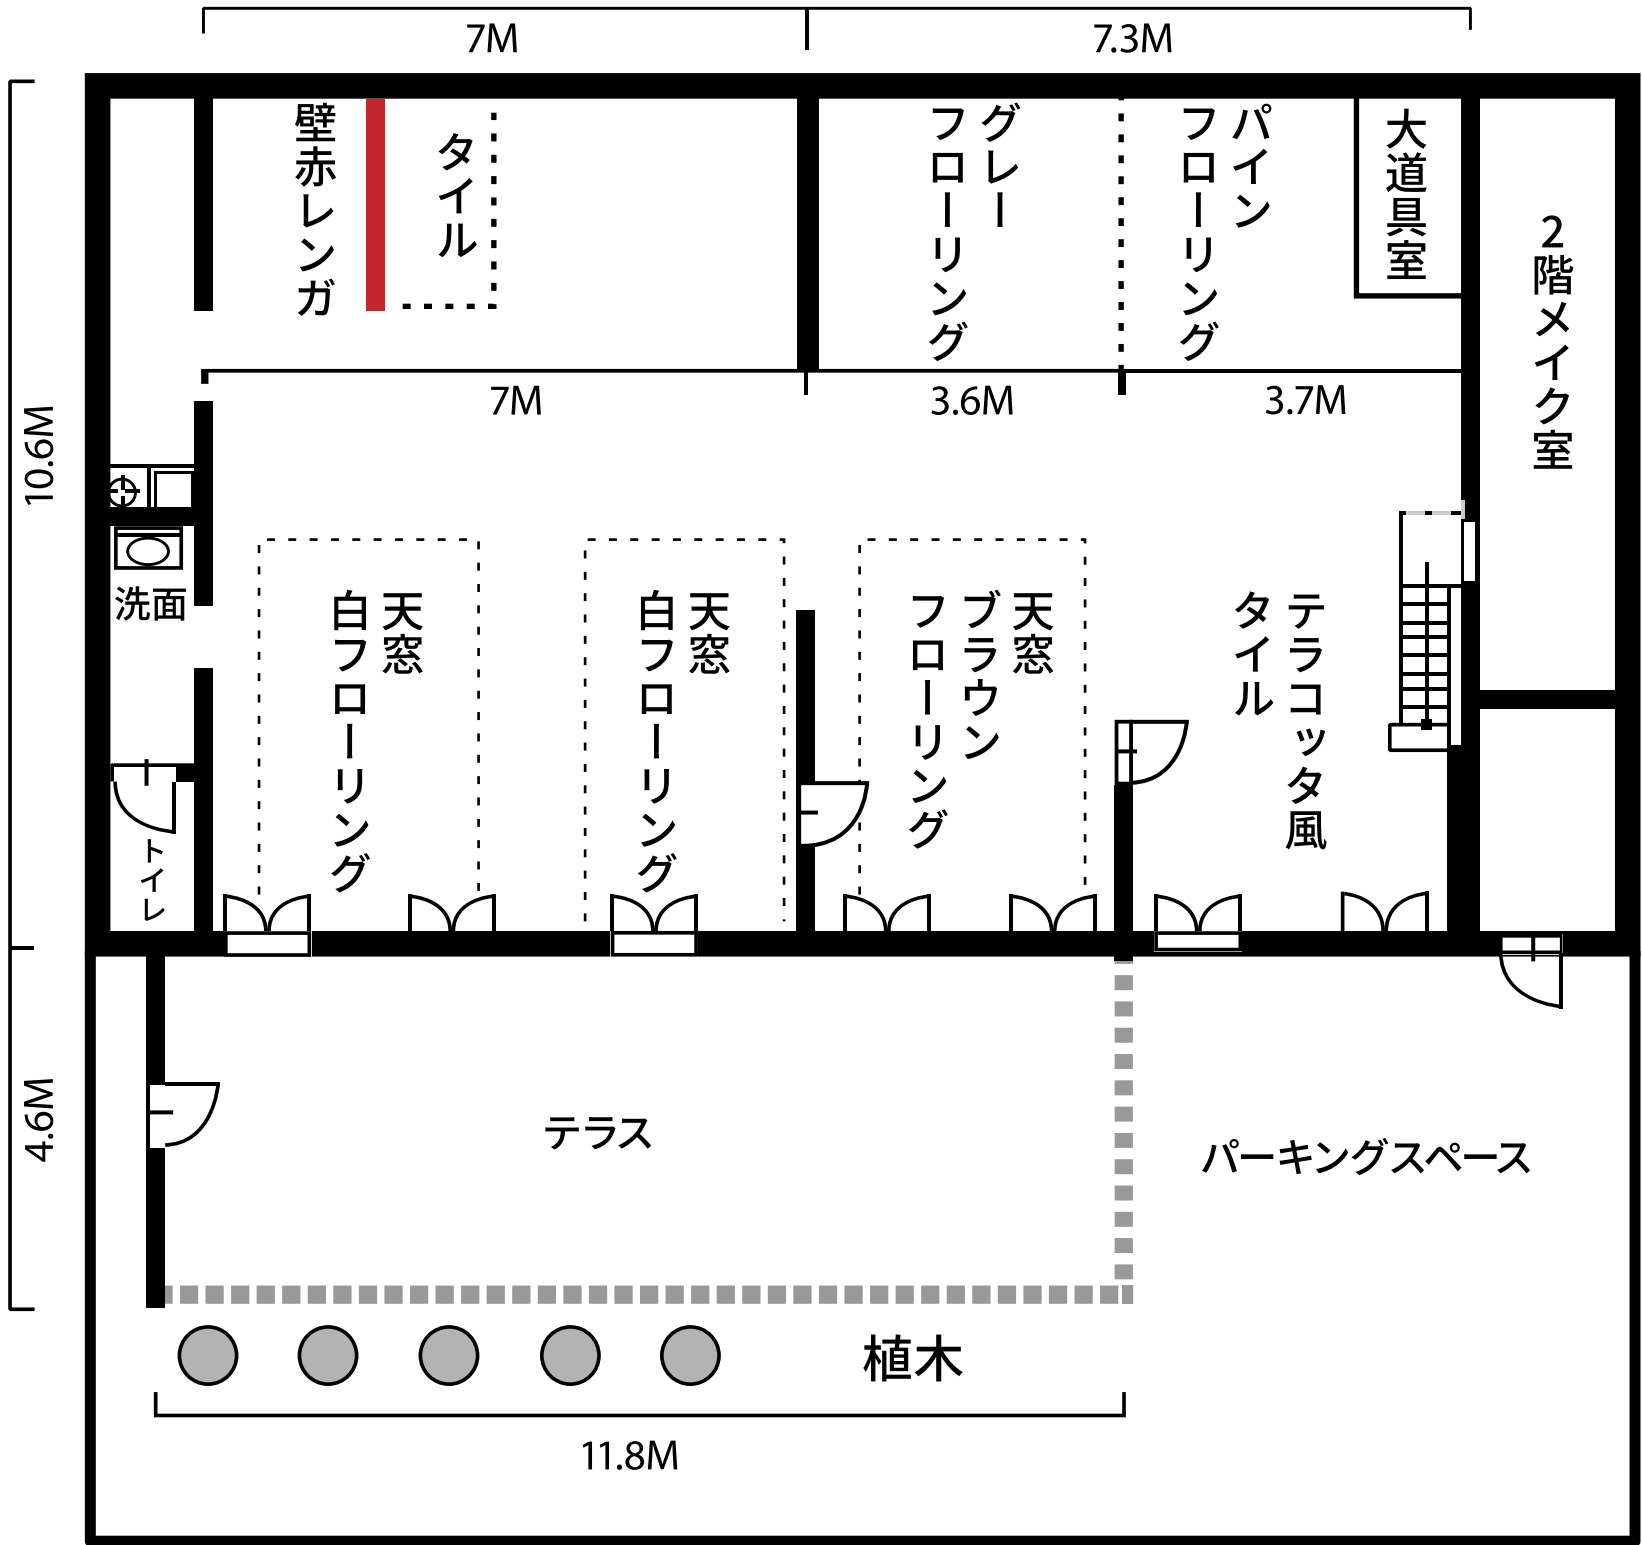 7M
7.3M
10.6M
4.6M
壁赤レンガ
タイル
グレー
フローリング
パイン
フローリング
大道具室
2階メイク室
7M
3.6M
3.7M
洗面
トイレ
天窓
白フローリング
天窓
白フローリング
天窓
ブラウン
フローリング
テラコッタ風
タイル
テラス
パーキングスペース
植木
11.8M